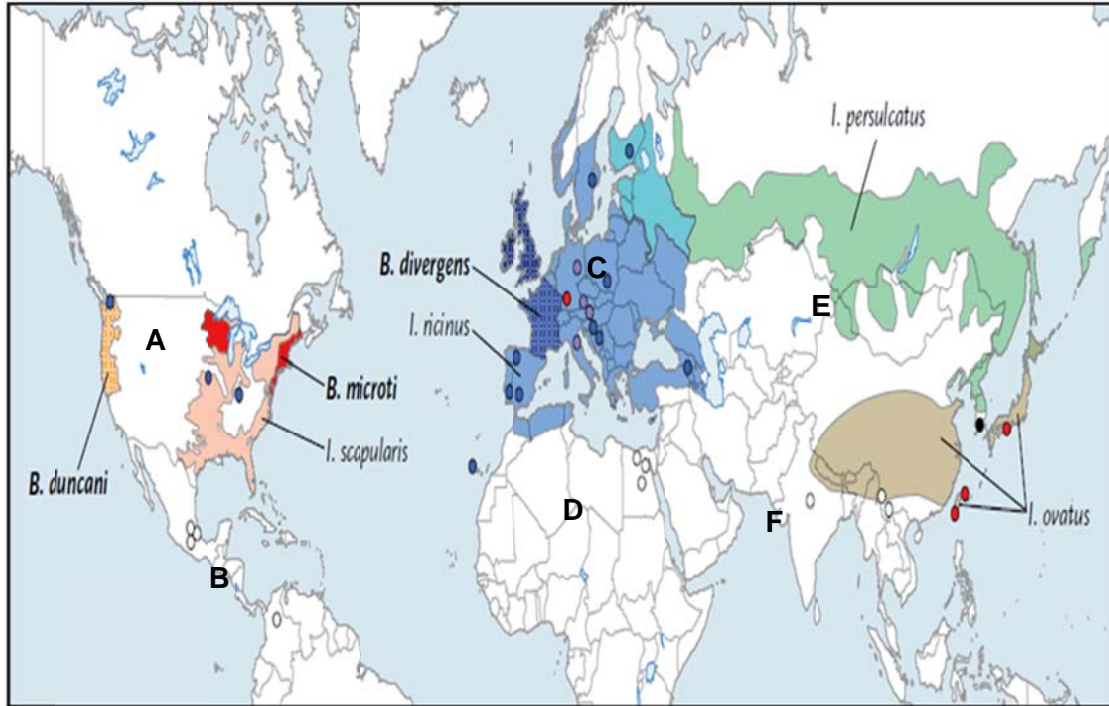 I. persulcatus
B. divergens
C
I. ricinus
E
A
B. microti
I. scapularis
B. duncani
D
F
I. ovatus
B